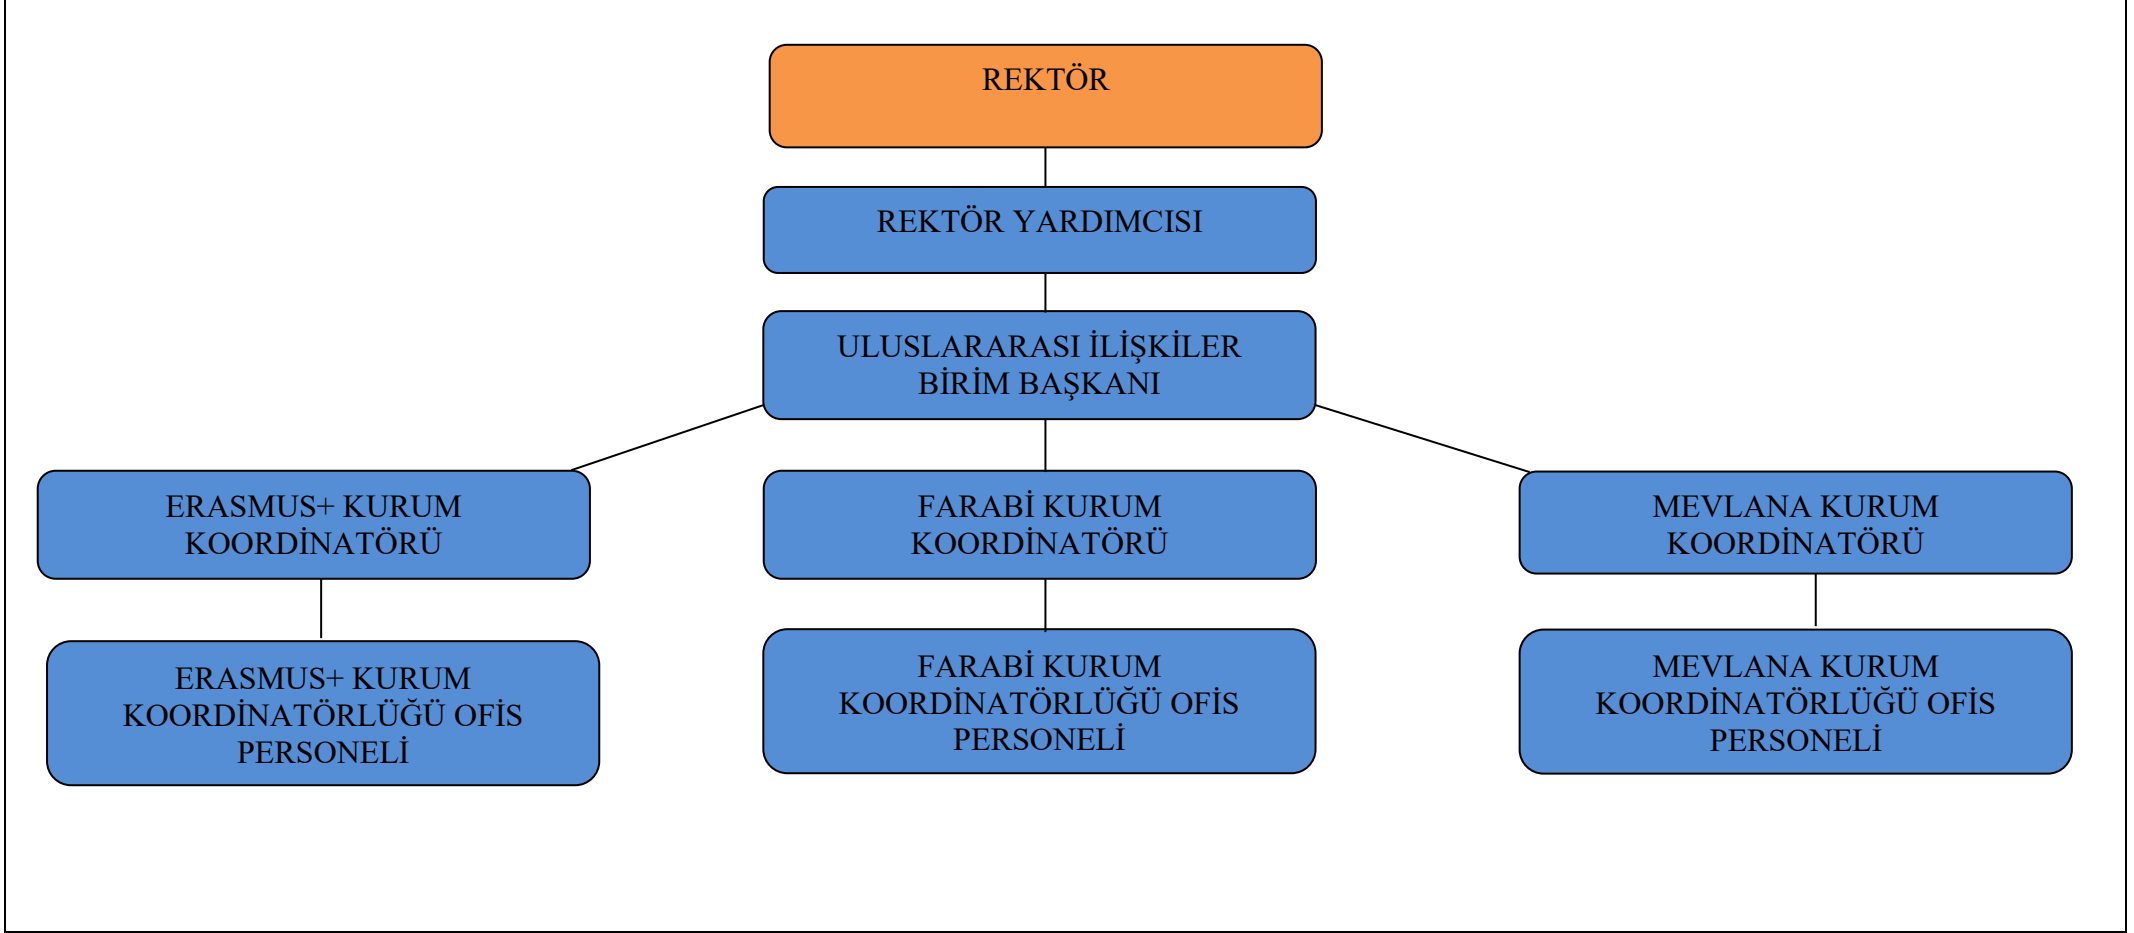 REKTÖR
REKTÖR YARDIMCISI
ULUSLARARASI İLİŞKİLER
BİRİM BAŞKANI
ERASMUS+ KURUM
KOORDİNATÖRÜ
FARABİ KURUM
KOORDİNATÖRÜ
MEVLANA KURUM
KOORDİNATÖRÜ
ERASMUS+ KURUM
KOORDİNATÖRLÜĞÜ OFİS
PERSONELİ
FARABİ KURUM
KOORDİNATÖRLÜĞÜ OFİS
PERSONELİ
MEVLANA KURUM
KOORDİNATÖRLÜĞÜ OFİS
PERSONELİ